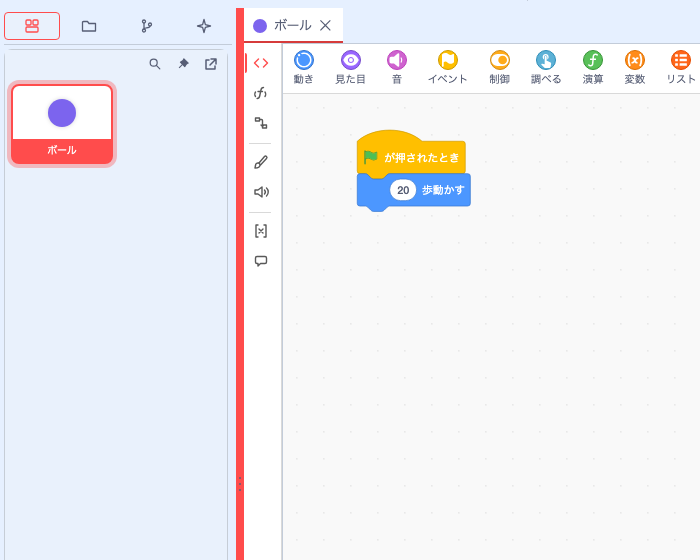 ボール
ボール
動き 見た目 音 イベント 制御 調べる 演算 変数 リスト
が押されたとき
20 歩動かす